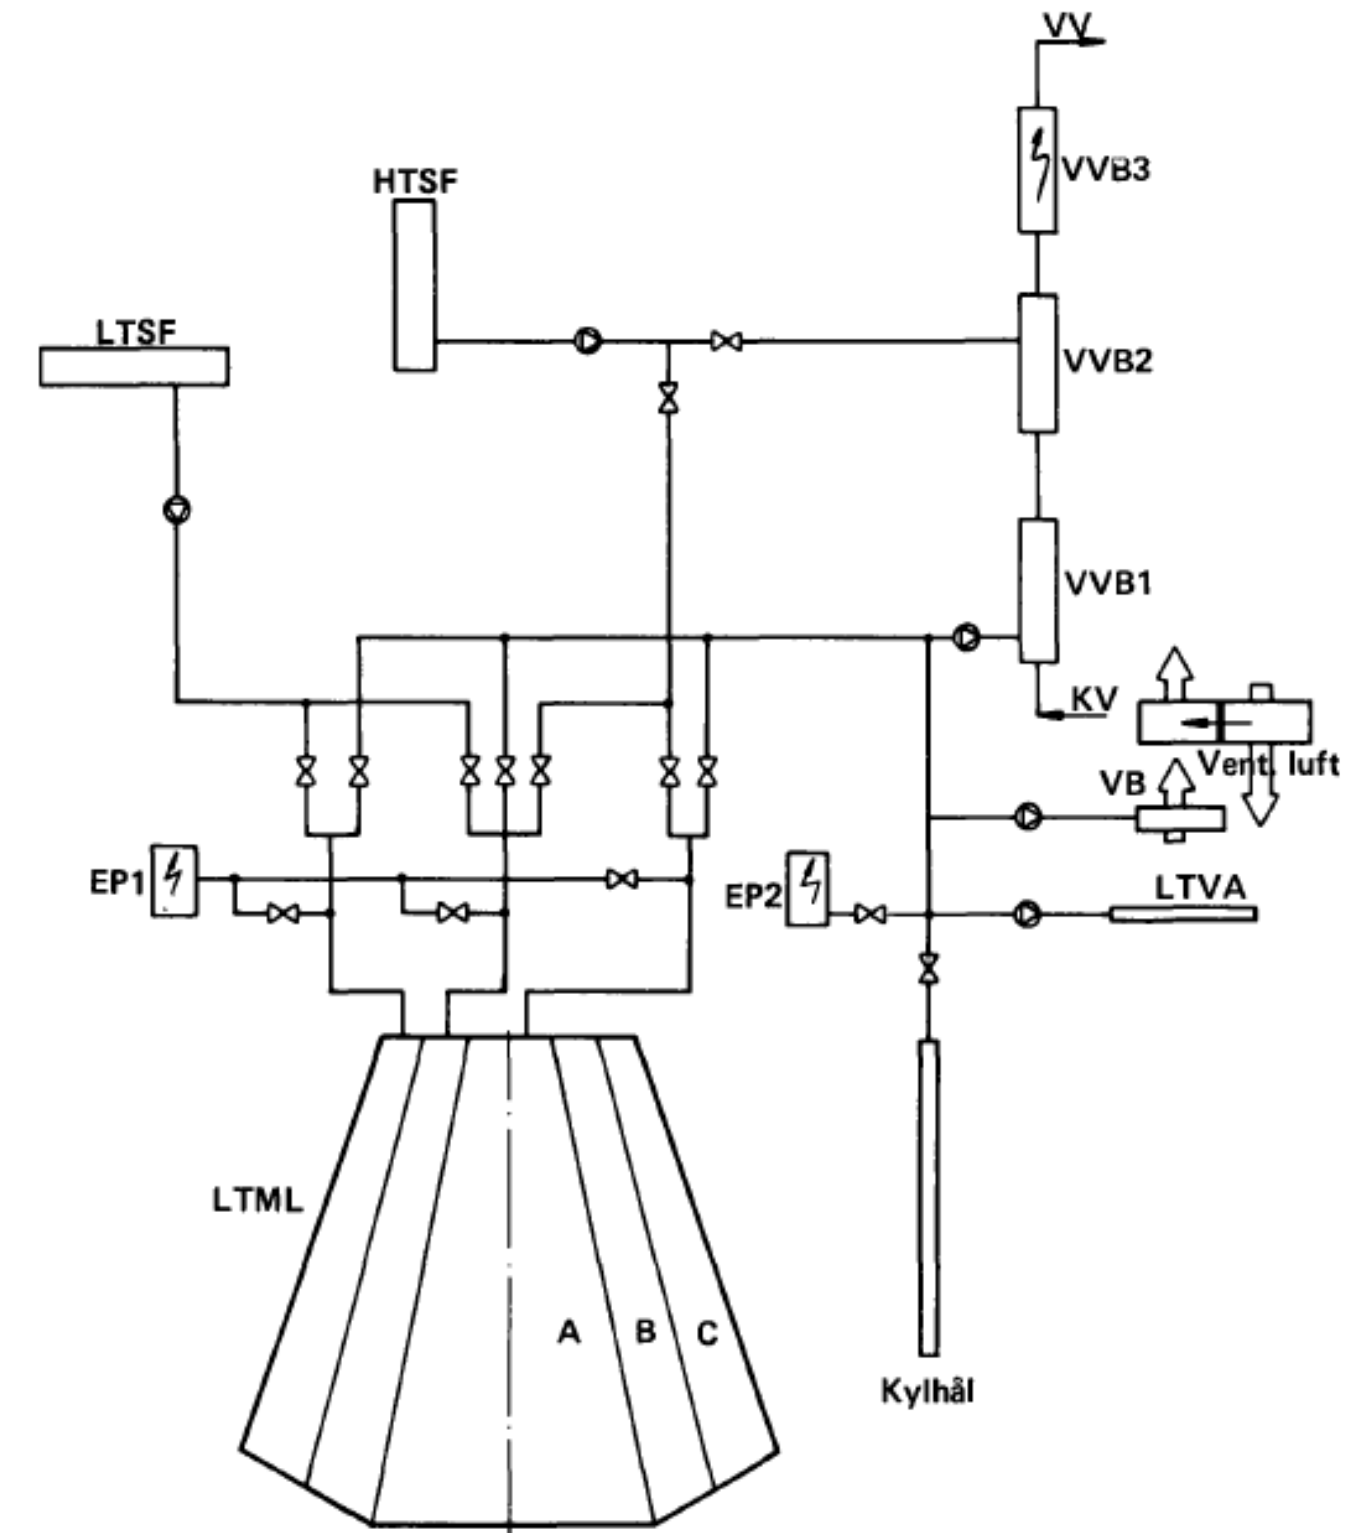 VV
VVB3
HTSF
LTSF
VVB2
VVB1
KV
Vent. luft
VB
EP1
EP2
LTVA
LTML
A
B
C
Kylhål